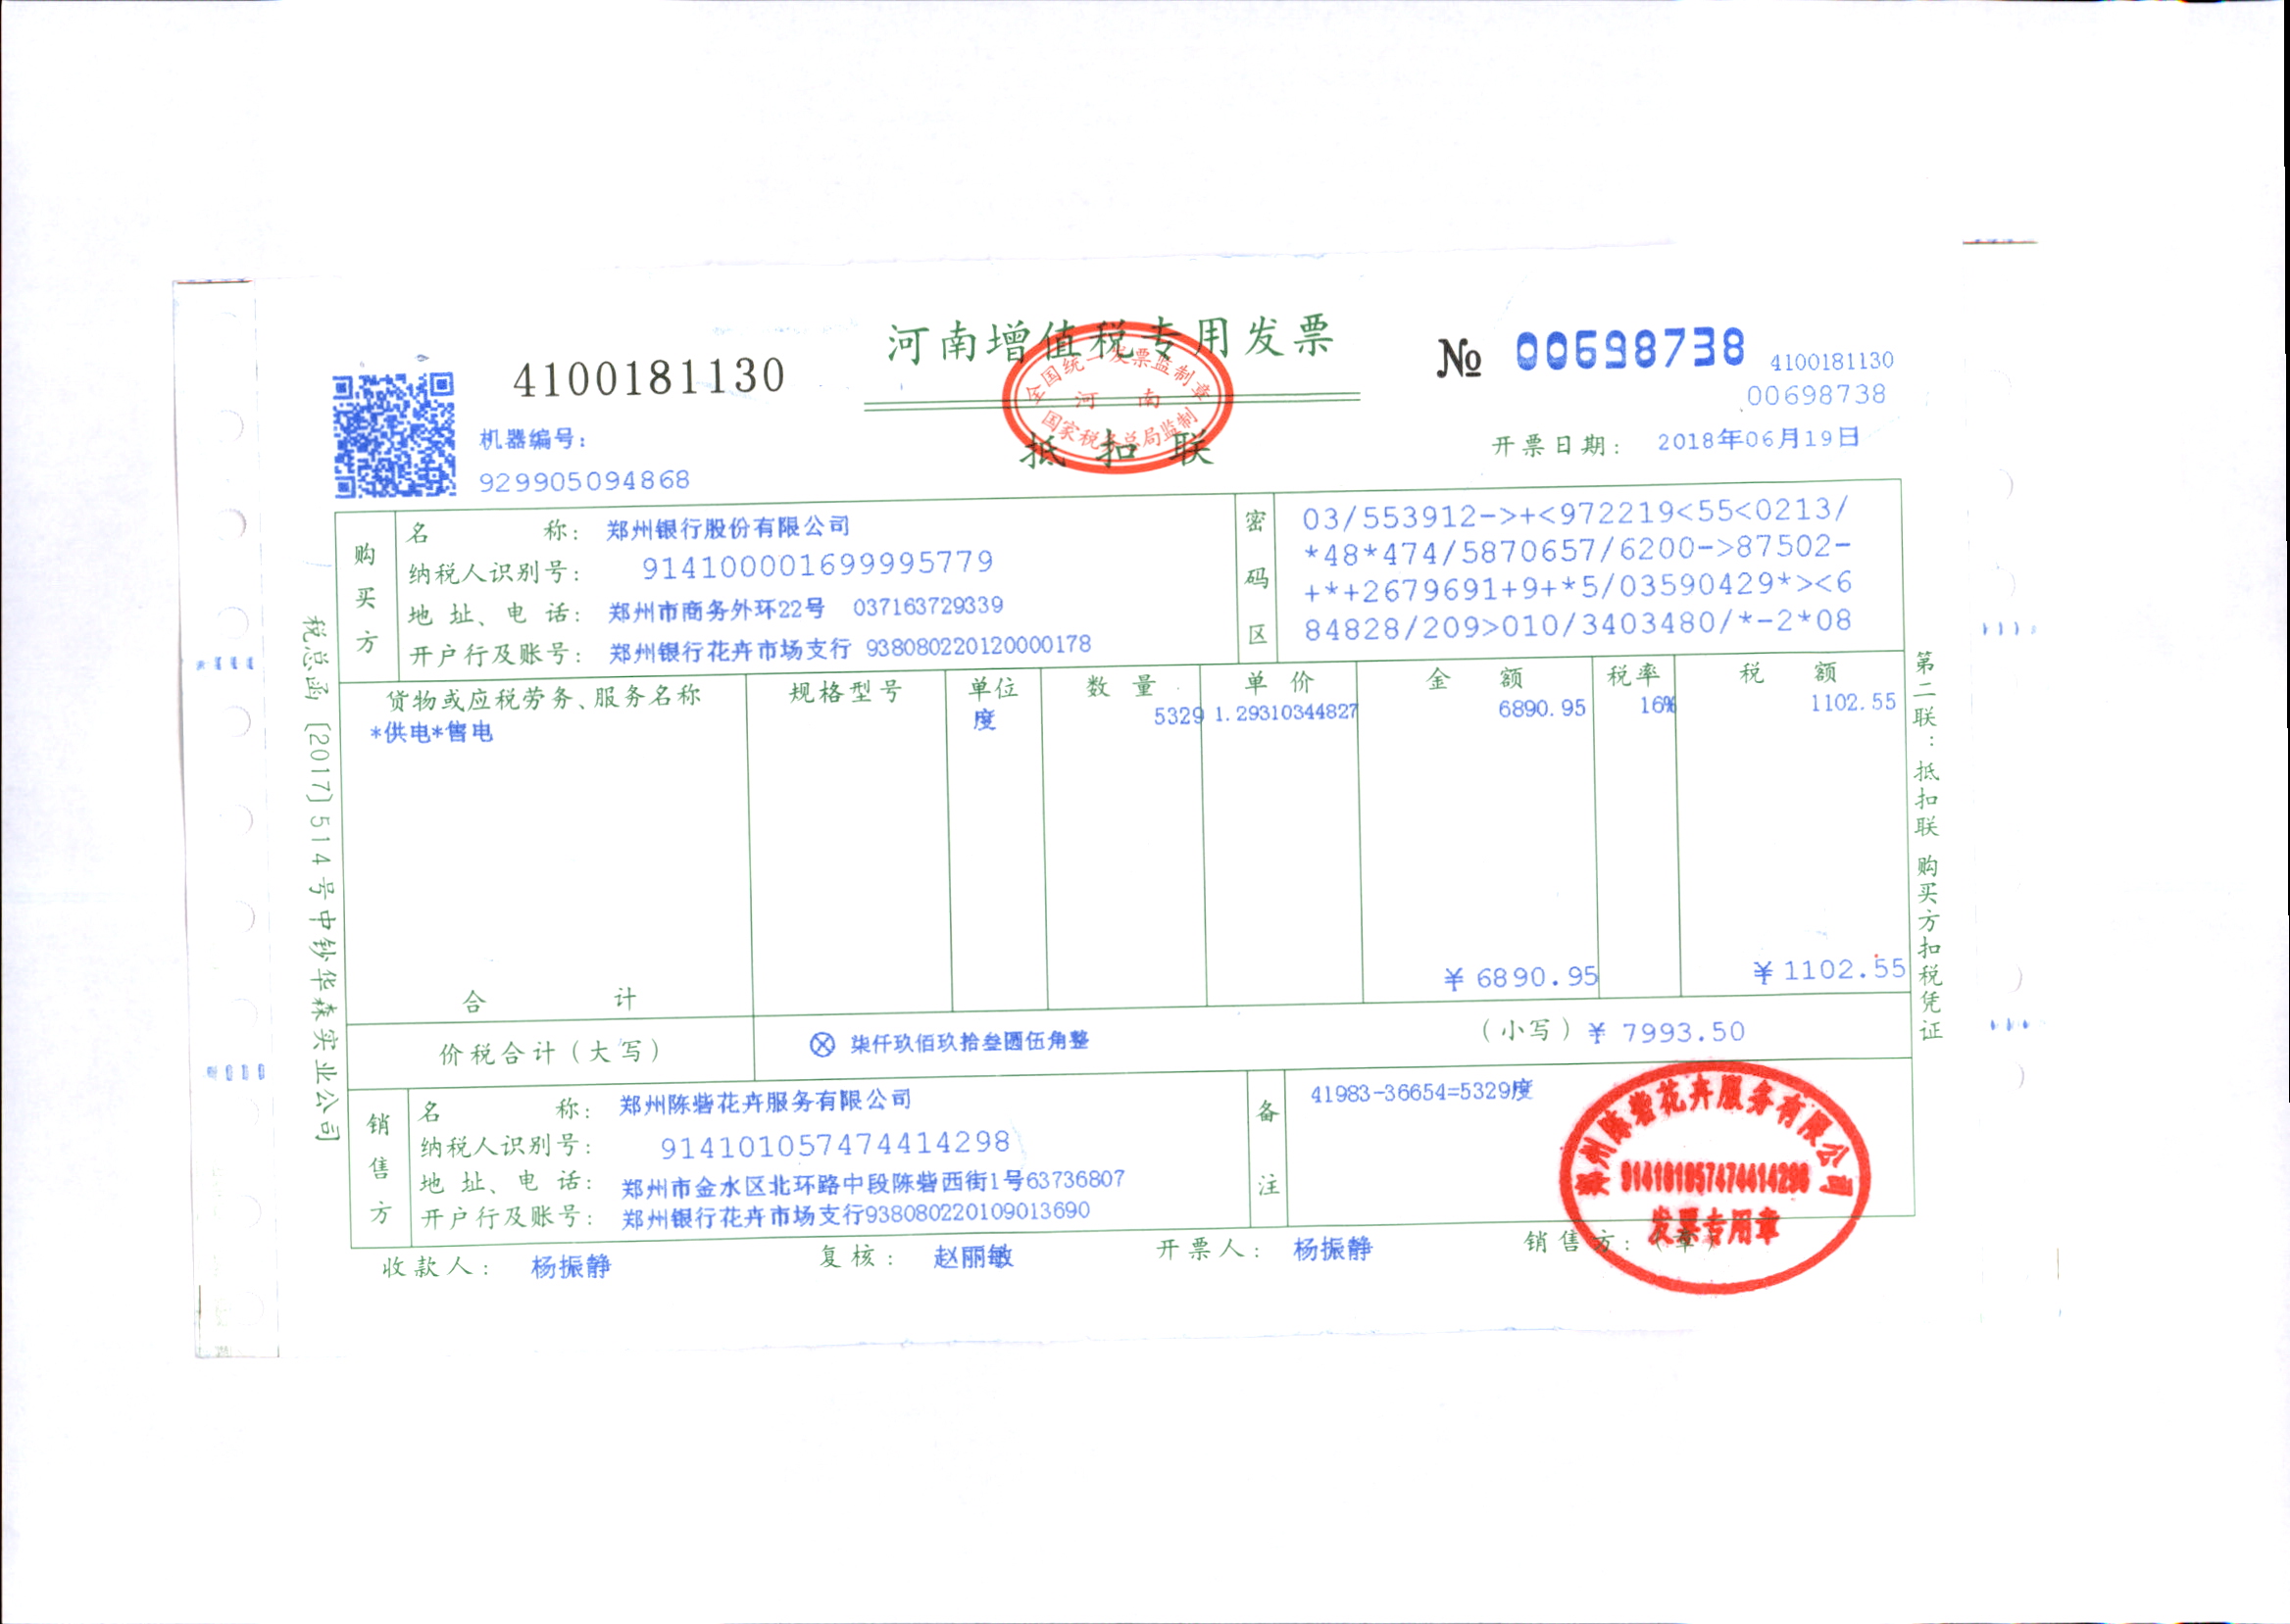 河南增值税专用发票
4100181130
№ 00698738
4100181130
00698738
全国统一发票监制章
河 南
国家税务总局监制
抵 扣 联
机器编号:
929905094868
开票日期: 2018年06月19日
购买方
名 称: 郑州银行股份有限公司
纳税人识别号: 914100001699995779
地 址、电 话: 郑州市商务外环22号 037163729339
开户行及账号: 郑州银行花卉市场支行 938080220120000178
密码区
03/553912->+<972219<55<0213/
*48*474/5870657/6200->87502-
+*+2679691+9+*5/03590429*><6
84828/209>010/3403480/*-2*08
货物或应税劳务、服务名称 规格型号 单位 数 量 单 价 金 额 税率 税 额
*供电*售电 度 5329 1.29310344827 6890.95 16% 1102.55
合 计 ¥ 6890.95 ¥ 1102.55
价税合计(大写) ⊗ 柒仟玖佰玖拾叁圆伍角整 (小写) ¥ 7993.50
销售方
名 称: 郑州陈砦花卉服务有限公司
纳税人识别号: 914101057474414298
地 址、电 话: 郑州市金水区北环路中段陈砦西街1号63736807
开户行及账号: 郑州银行花卉市场支行938080220109013690
备注
41983-36654=5329度
郑州陈砦花卉服务有限公司
914101057474414298
发票专用章
收款人: 杨振静 复核: 赵丽敏 开票人: 杨振静 销售方:(章)
税总函〔2017〕514号中钞华森实业公司
第二联:抵扣联 购买方扣税凭证